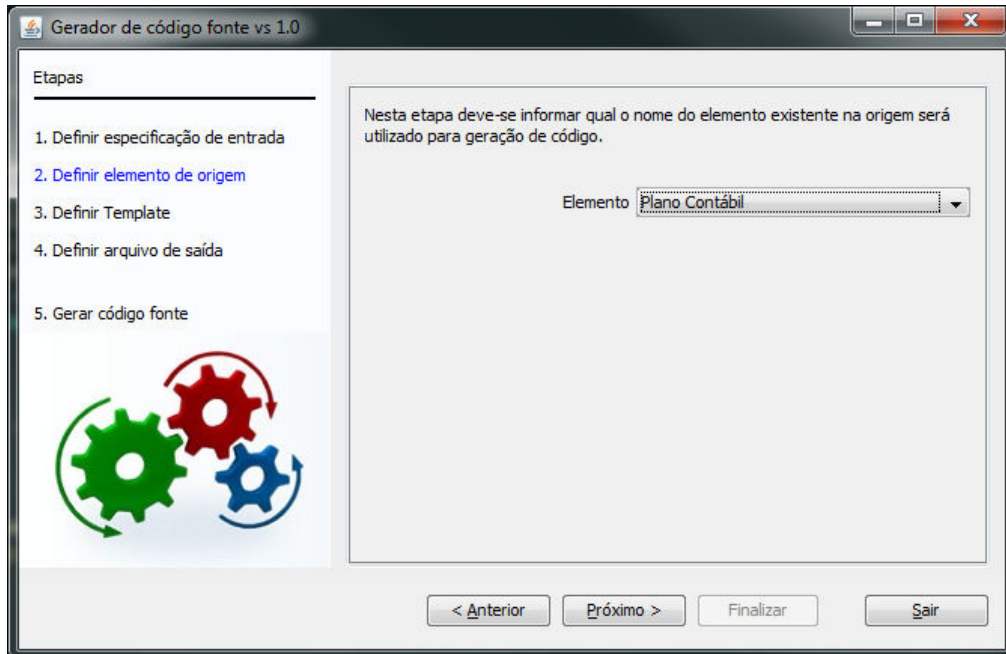 Gerador de código fonte vs 1.0
Etapas
1. Definir especificação de entrada
2. Definir elemento de origem
3. Definir Template
4. Definir arquivo de saída
5. Gerar código fonte
Nesta etapa deve-se informar qual o nome do elemento existente na origem será
utilizado para geração de código.
Elemento Plano Contábil
< Anterior Próximo > Finalizar Sair